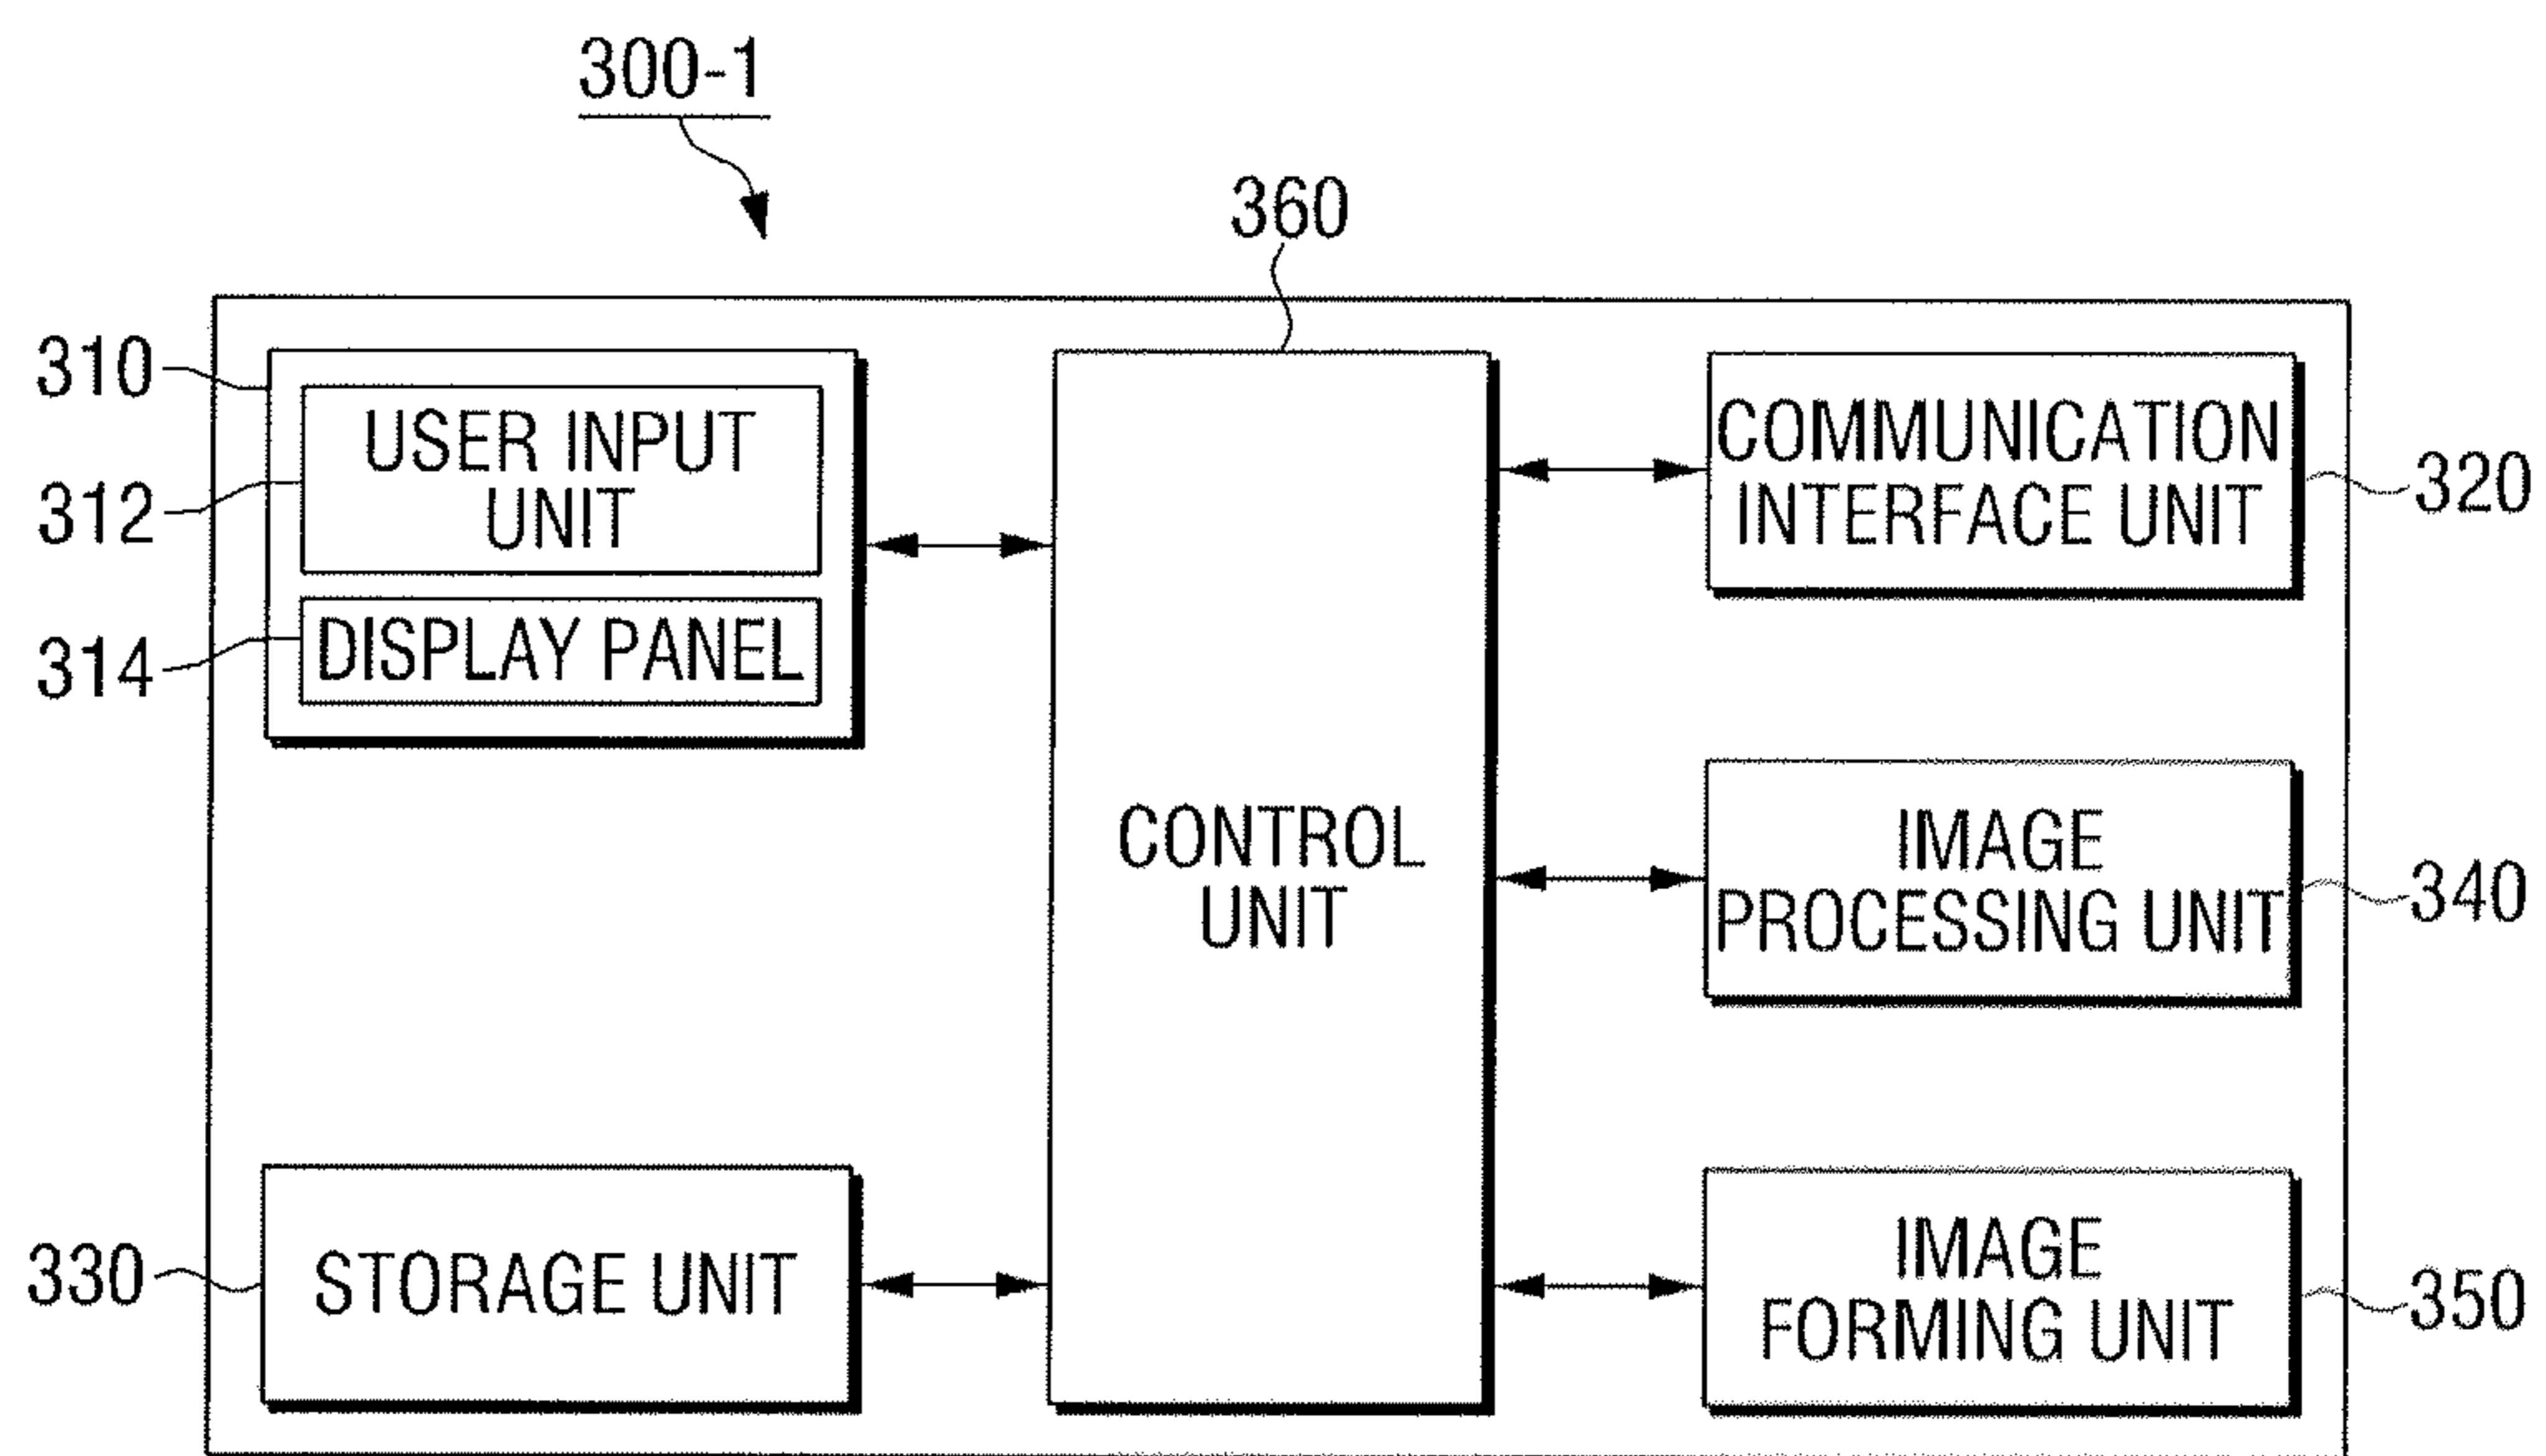 300-1
360
310
USER INPUT
UNIT
312
DISPLAY PANEL
314
COMMUNICATION
INTERFACE UNIT
320
CONTROL
UNIT
IMAGE
PROCESSING UNIT
340
330
STORAGE UNIT
IMAGE
FORMING UNIT
350